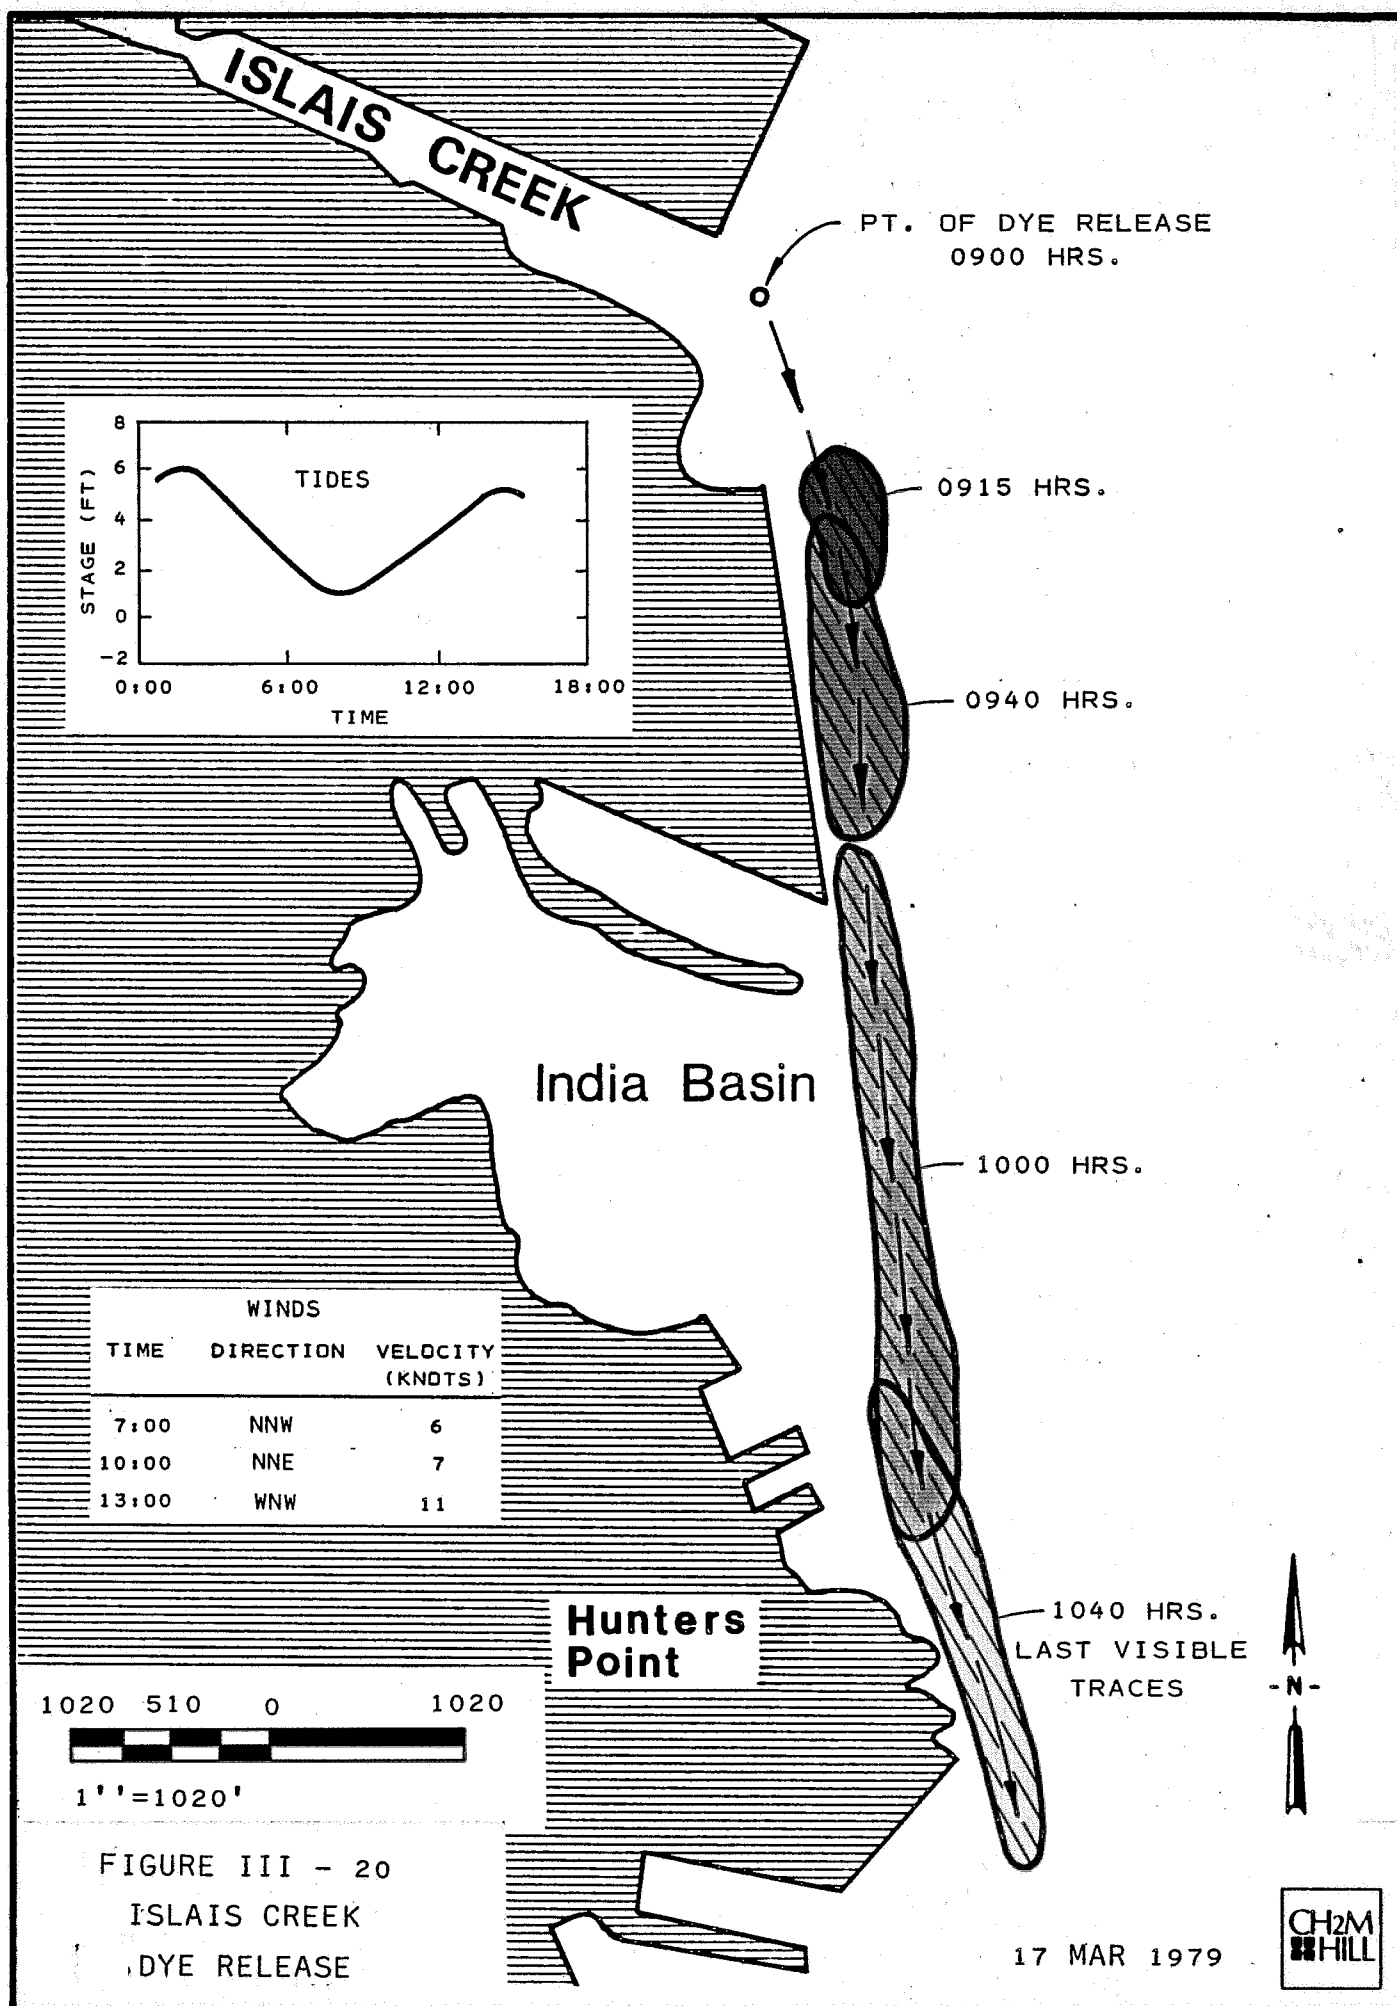 ISLAIS CREEK
PT. OF DYE RELEASE
0900 HRS.
8
6
4
2
0
-2
STAGE (FT)
TIDES
0:00 6:00 12:00 18:00
TIME
0915 HRS.
0940 HRS.
India Basin
1000 HRS.
WINDS
TIME DIRECTION VELOCITY
(KNOTS)
7:00 NNW 6
10:00 NNE 7
13:00 WNW 11
Hunters
Point
1040 HRS.
LAST VISIBLE
TRACES
-N-
1020 510 0 1020
1''=1020'
FIGURE III - 20
ISLAIS CREEK
DYE RELEASE
17 MAR 1979
CH2M
HILL